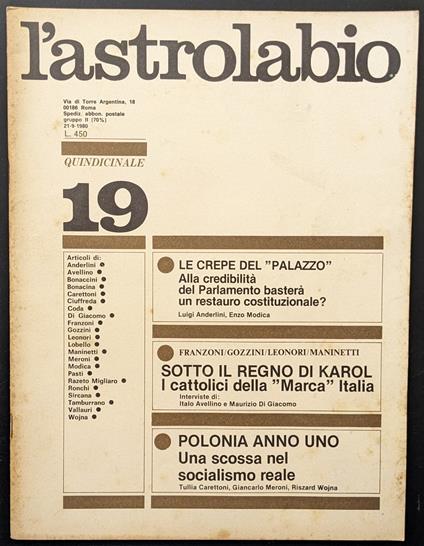 l'astrolabio
Via di Torre Argentina, 18
00186 Roma
Spediz. abbon. postale
gruppo II (70%)
21-9-1980
L. 450
QUINDICINALE
19
Articoli di:
Anderlini ●
Avellino ●
Bonaccini ●
Bonacina ●
Carettoni ●
Ciuffreda ●
Coda ●
Di Giacomo ●
Franzoni ●
Gozzini ●
Leonori ●
Lobello ●
Maninetti ●
Meroni ●
Modica ●
Pasti ●
Razeto Migliaro ●
Ronchi ●
Sircana ●
Tamburrano ●
Vallauri ●
Wojna ●
LE CREPE DEL "PALAZZO"
Alla credibilità
del Parlamento basterà
un restauro costituzionale?
Luigi Anderlini, Enzo Modica
FRANZONI/GOZZINI/LEONORI/MANINETTI
SOTTO IL REGNO DI KAROL
I cattolici della "Marca" Italia
Interviste di:
Italo Avellino e Maurizio Di Giacomo
POLONIA ANNO UNO
Una scossa nel
socialismo reale
Tullia Carettoni, Giancarlo Meroni, Riszard Wojna